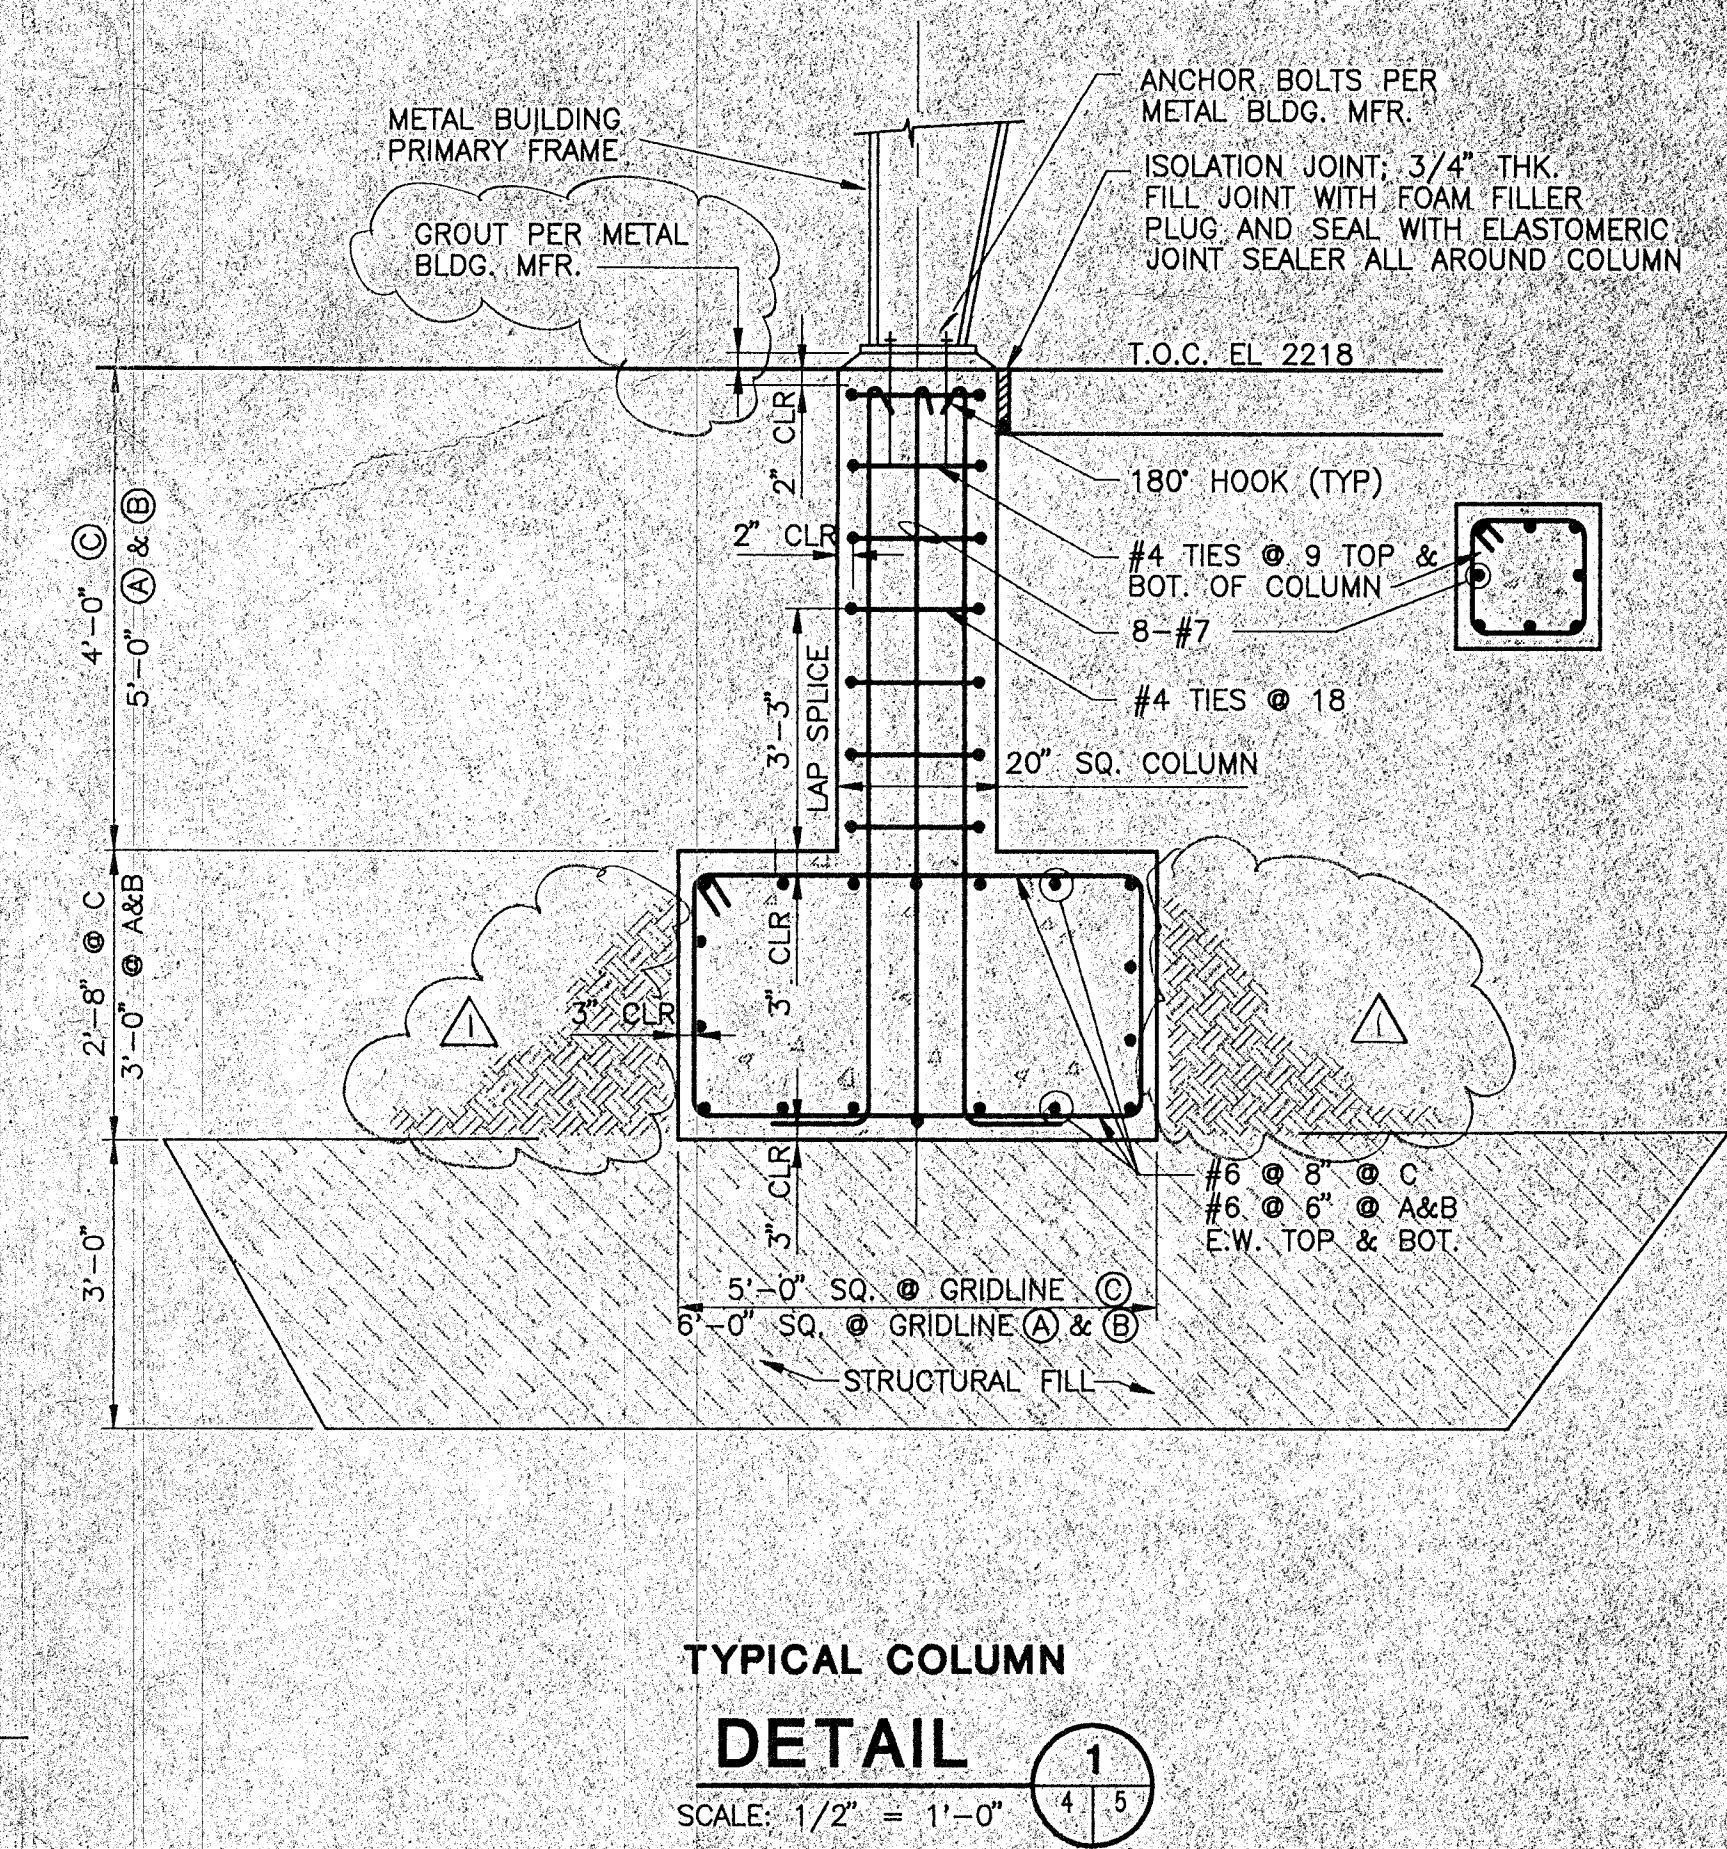 ANCHOR BOLTS PER
METAL BLDG. MFR.
METAL BUILDING
PRIMARY FRAME
ISOLATION JOINT; 3/4" THK.
FILL JOINT WITH FOAM FILLER
PLUG AND SEAL WITH ELASTOMERIC
JOINT SEALER ALL AROUND COLUMN
GROUT PER METAL
BLDG. MFR.
T.O.C. EL 2218
2" CLR
180° HOOK (TYP)
2" CLR
#4 TIES @ 9 TOP &
BOT. OF COLUMN
8-#7
4'-0" C
5'-0" A & B
3'-3"
LAP SPLICE
#4 TIES @ 18
20" SQ. COLUMN
2'-8" @ C
3'-0" @ A&B
3" CLR
3" CLR
1
1
3" CLR
#6 @ 8" @ C
#6 @ 6" @ A&B
E.W. TOP & BOT.
3'-0"
5'-0" SQ. @ GRIDLINE C
6'-0" SQ. @ GRIDLINE A & B
STRUCTURAL FILL
TYPICAL COLUMN
DETAIL
1
4 5
SCALE: 1/2" = 1'-0"